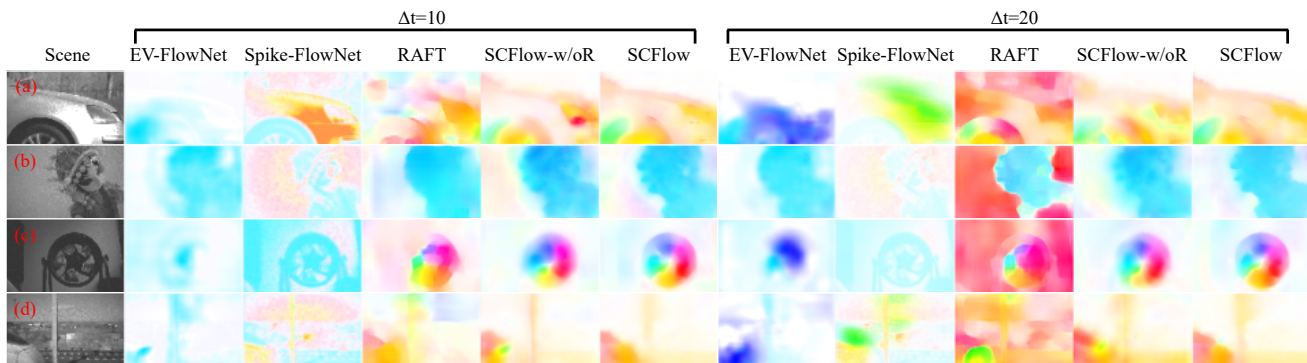 Δt=10 Δt=20
Scene EV-FlowNet Spike-FlowNet RAFT SCFlow-w/oR SCFlow EV-FlowNet Spike-FlowNet RAFT SCFlow-w/oR SCFlow
(a)
(b)
(c)
(d)